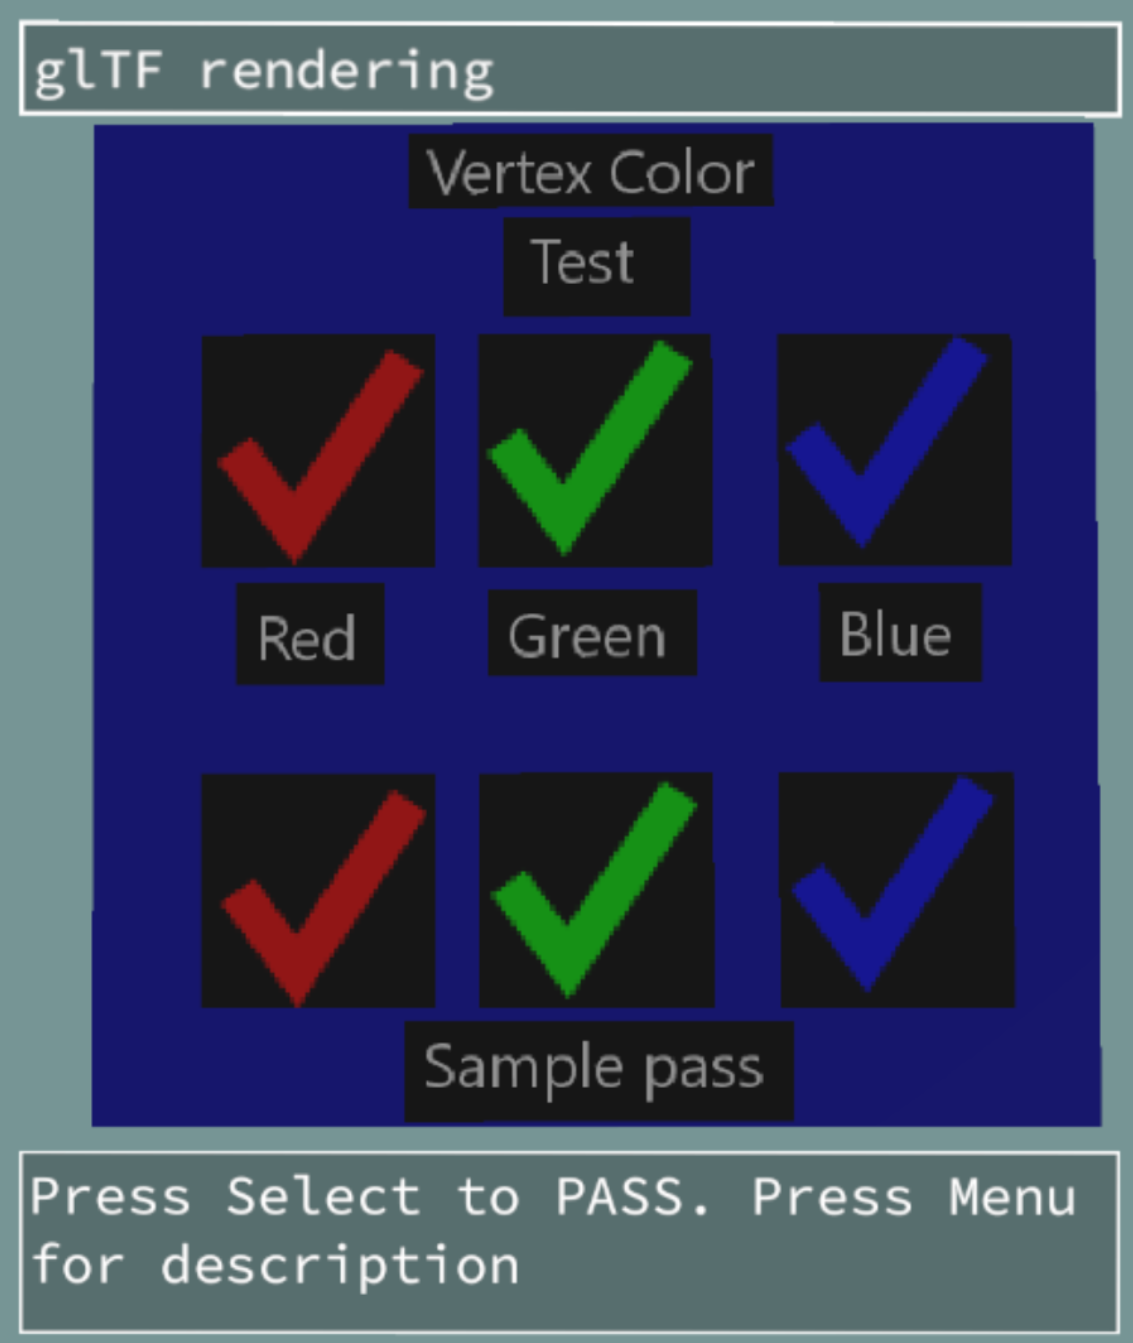 glTF rendering
Vertex Color
Test
Red Green Blue
Sample pass
Press Select to PASS. Press Menu
for description